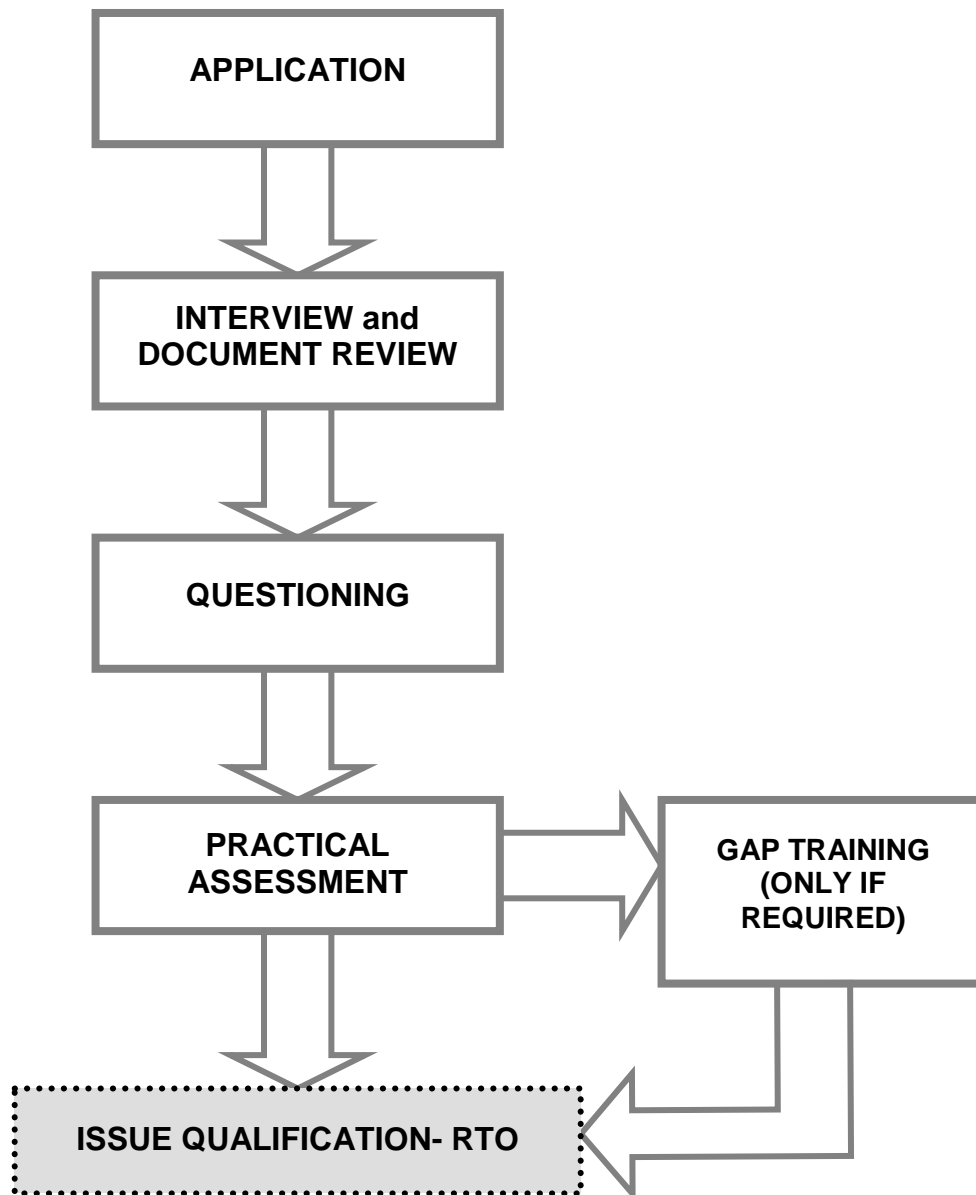 APPLICATION
INTERVIEW and
DOCUMENT REVIEW
QUESTIONING
PRACTICAL
ASSESSMENT
GAP TRAINING
(ONLY IF
REQUIRED)
ISSUE QUALIFICATION- RTO